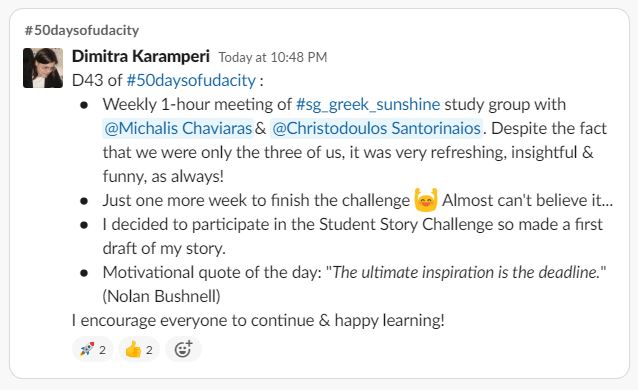 #50daysofudacity
Dimitra Karamperi Today at 10:48 PM
D43 of #50daysofudacity :
● Weekly 1-hour meeting of #sg_greek_sunshine study group with
@Michalis Chaviaras & @Christodoulos Santorinaios. Despite the fact
that we were only the three of us, it was very refreshing, insightful &
funny, as always!
● Just one more week to finish the challenge 🙌 Almost can't believe it...
● I decided to participate in the Student Story Challenge so made a first
draft of my story.
● Motivational quote of the day: "The ultimate inspiration is the deadline."
(Nolan Bushnell)
I encourage everyone to continue & happy learning!
🚀 2 👍 2